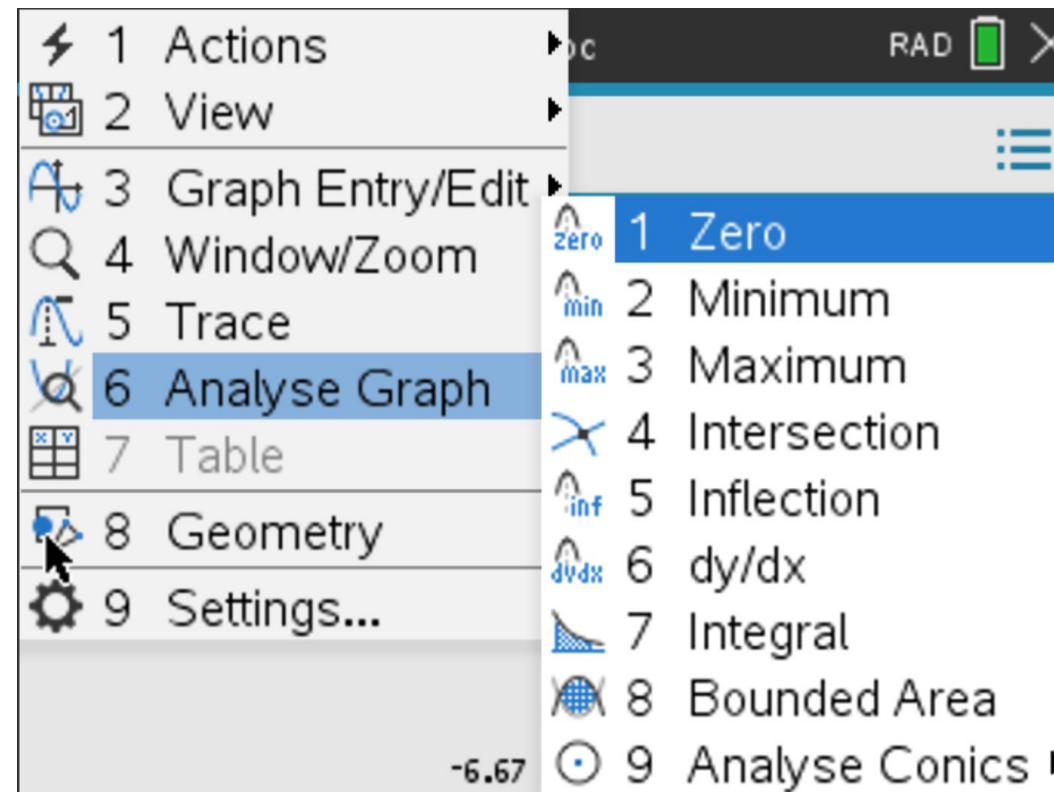 1 Actions
2 View
3 Graph Entry/Edit
4 Window/Zoom
5 Trace
6 Analyse Graph
7 Table
8 Geometry
9 Settings...
RAD
zero 1 Zero
min 2 Minimum
max 3 Maximum
4 Intersection
inf 5 Inflection
dydx 6 dy/dx
7 Integral
8 Bounded Area
9 Analyse Conics
-6.67